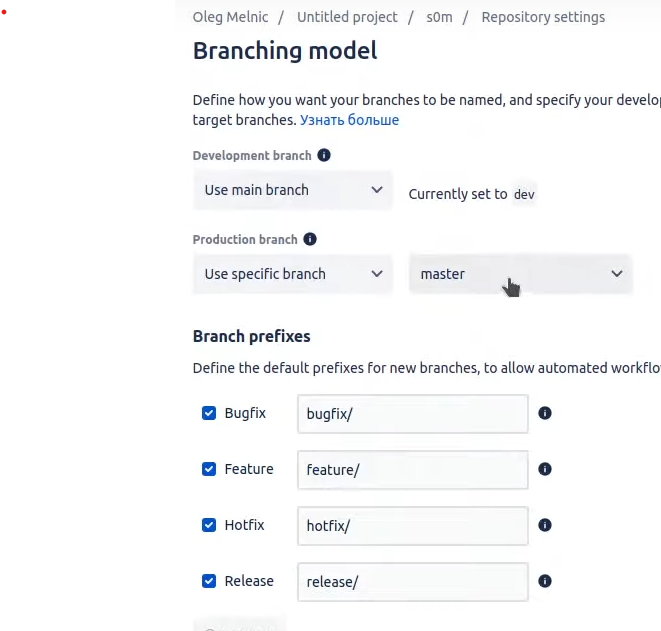 Oleg Melnic / Untitled project / s0m / Repository settings
Branching model
Define how you want your branches to be named, and specify your
target branches. Узнать больше
Development branch
Use main branch Currently set to dev
Production branch
Use specific branch master
Branch prefixes
Define the default prefixes for new branches, to allow automated
Bugfix bugfix/
Feature feature/
Hotfix hotfix/
Release release/